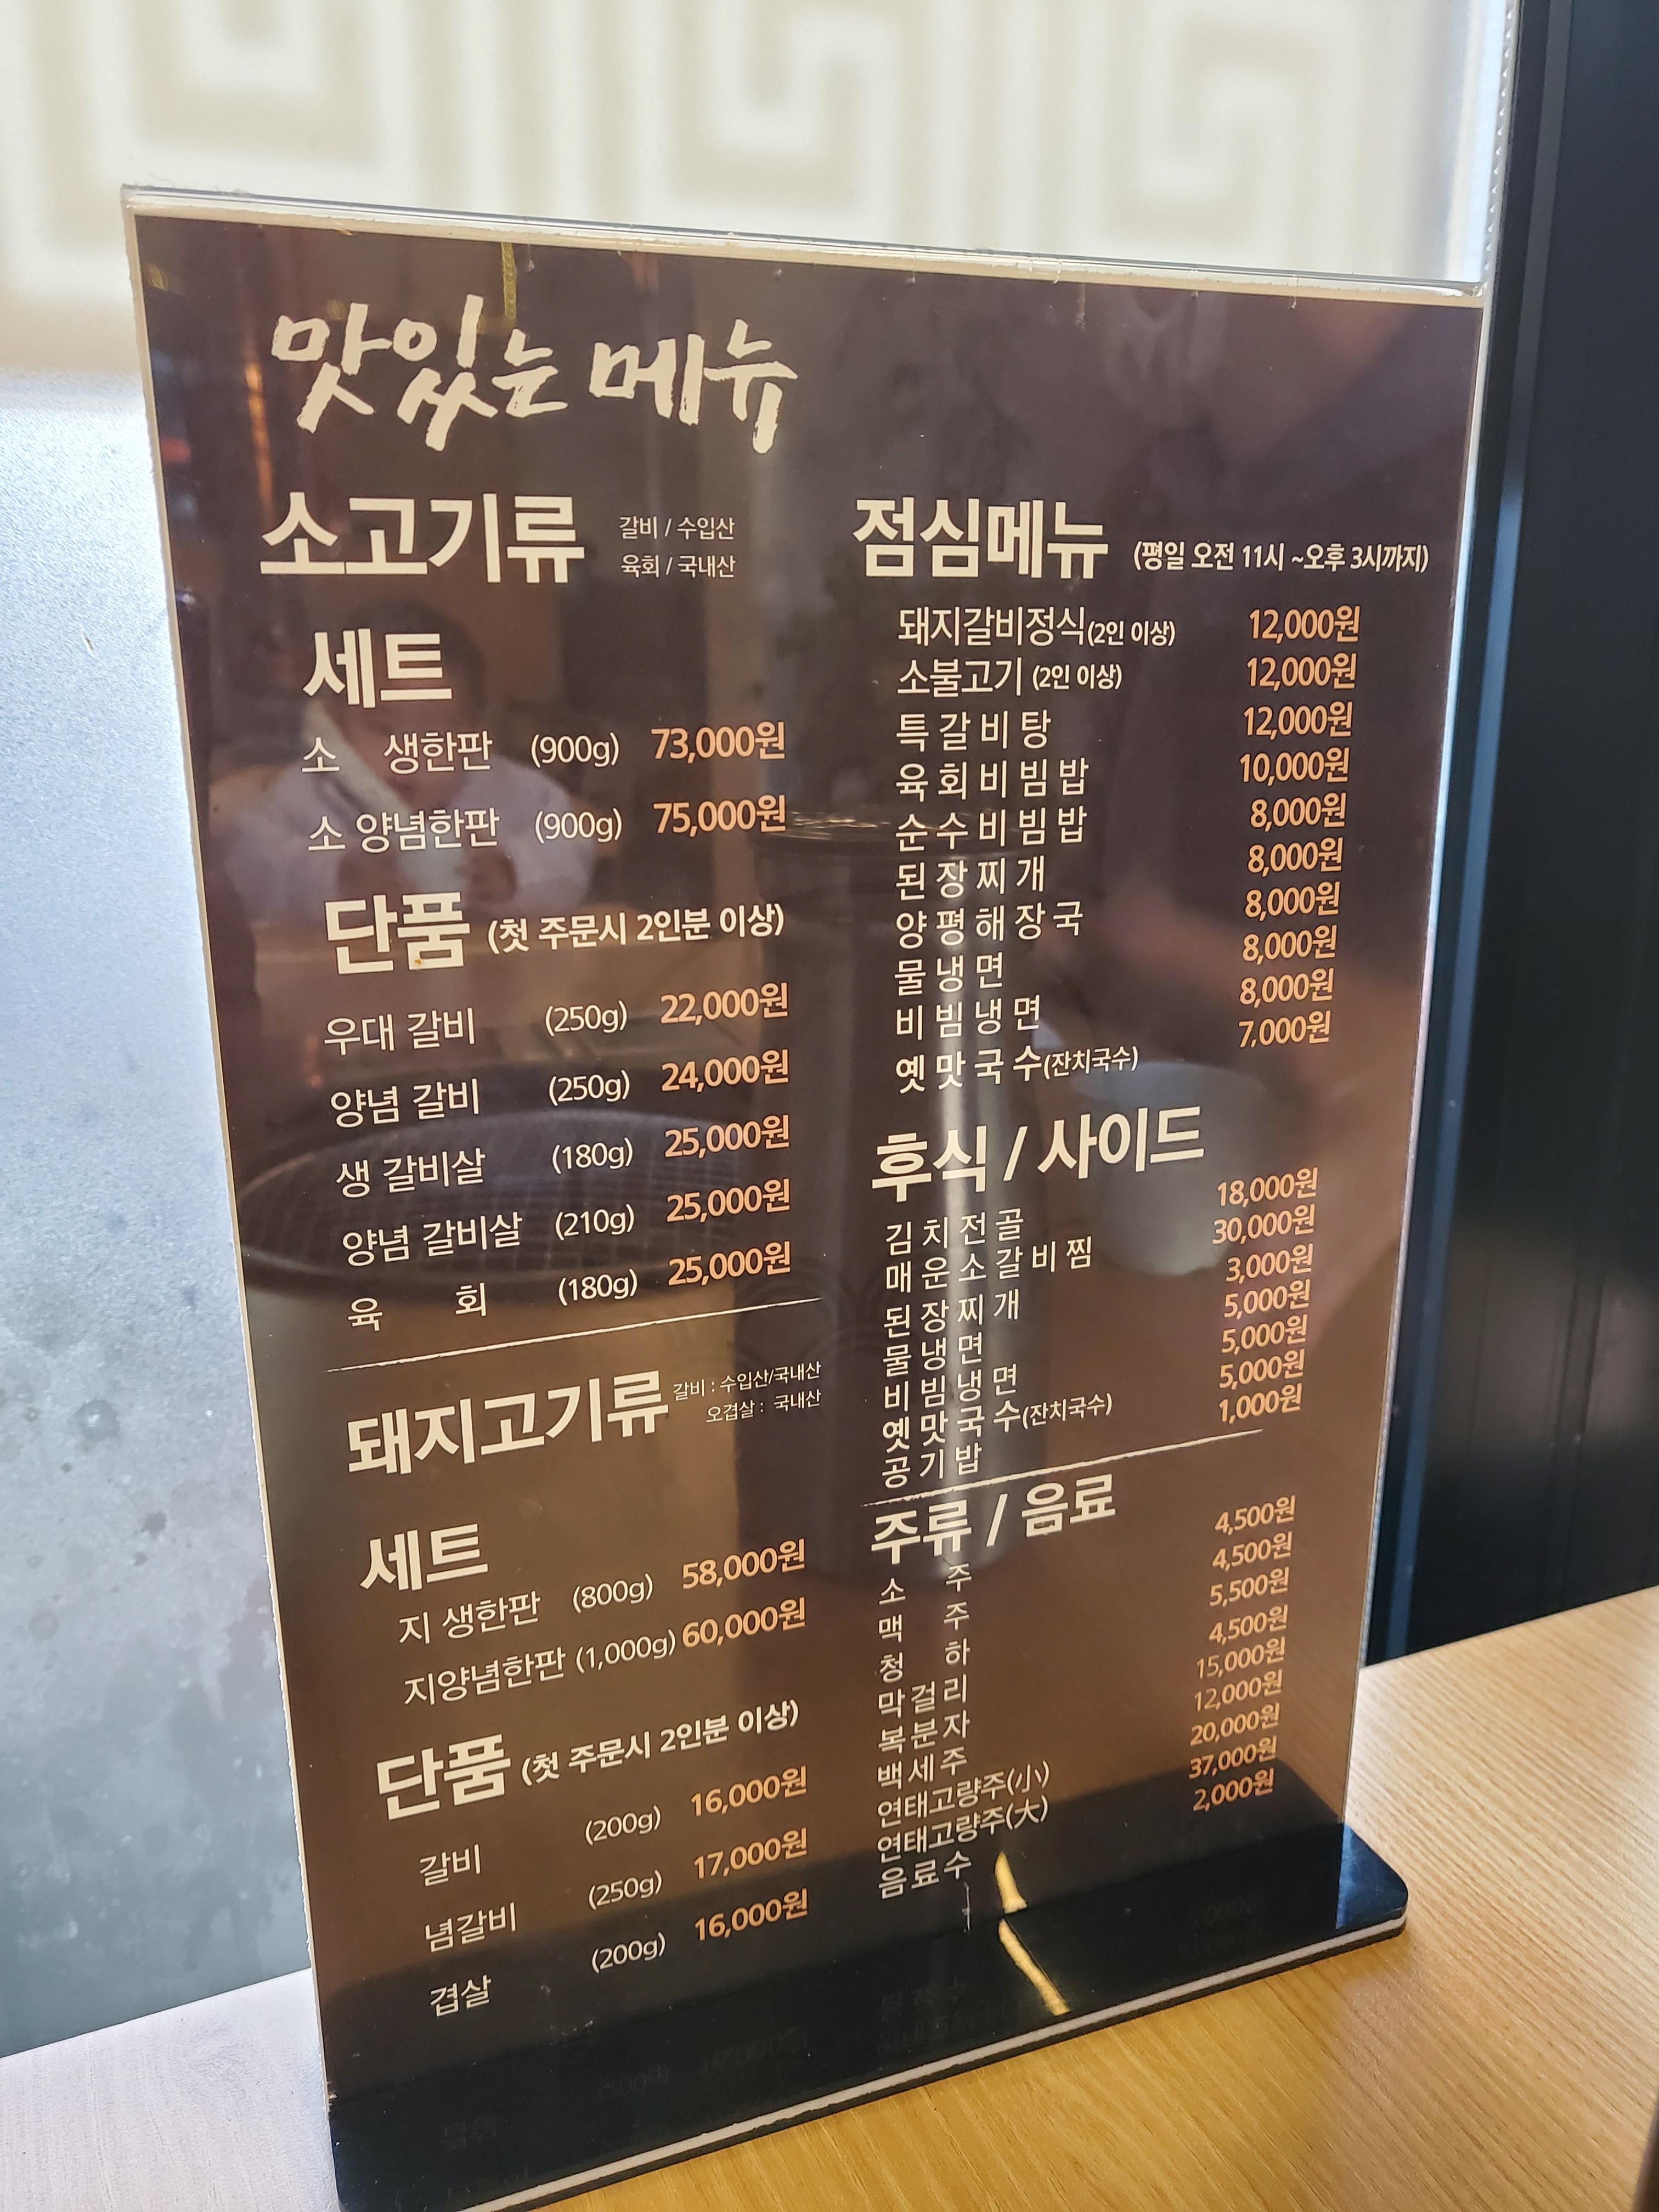 맛있는 메뉴
소고기류
갈비 / 수입산
육회 / 국내산
세트
소 생한판 (900g) 73,000원
소 양념한판 (900g) 75,000원
단품 (첫 주문시 2인분 이상)
우대 갈비 (250g) 22,000원
양념 갈비 (250g) 24,000원
생 갈비살 (180g) 25,000원
양념 갈비살 (210g) 25,000원
육 회 (180g) 25,000원
돼지고기류
갈비 : 수입산/국내산
오겹살 : 국내산
세트
지 생한판 (800g) 58,000원
지양념한판 (1,000g) 60,000원
단품 (첫 주문시 2인분 이상)
갈비 (200g) 16,000원
념갈비 (250g) 17,000원
겹살 (200g) 16,000원
점심메뉴 (평일 오전 11시 ~오후 3시까지)
돼지갈비정식(2인 이상) 12,000원
소불고기 (2인 이상) 12,000원
특갈비탕 12,000원
육회비빔밥 10,000원
순수비빔밥 8,000원
된장찌개 8,000원
양평해장국 8,000원
물냉면 8,000원
비빔냉면 8,000원
옛맛국수(잔치국수) 7,000원
후식 / 사이드
김치전골 18,000원
매운소갈비찜 30,000원
된장찌개 3,000원
물냉면 5,000원
비빔냉면 5,000원
옛맛국수(잔치국수) 5,000원
공기밥 1,000원
주류 / 음료
소 주 4,500원
맥 주 4,500원
청 하 5,500원
막걸리 4,500원
복분자 15,000원
백세주 12,000원
연태고량주(小) 20,000원
연태고량주(大) 37,000원
음료수 2,000원